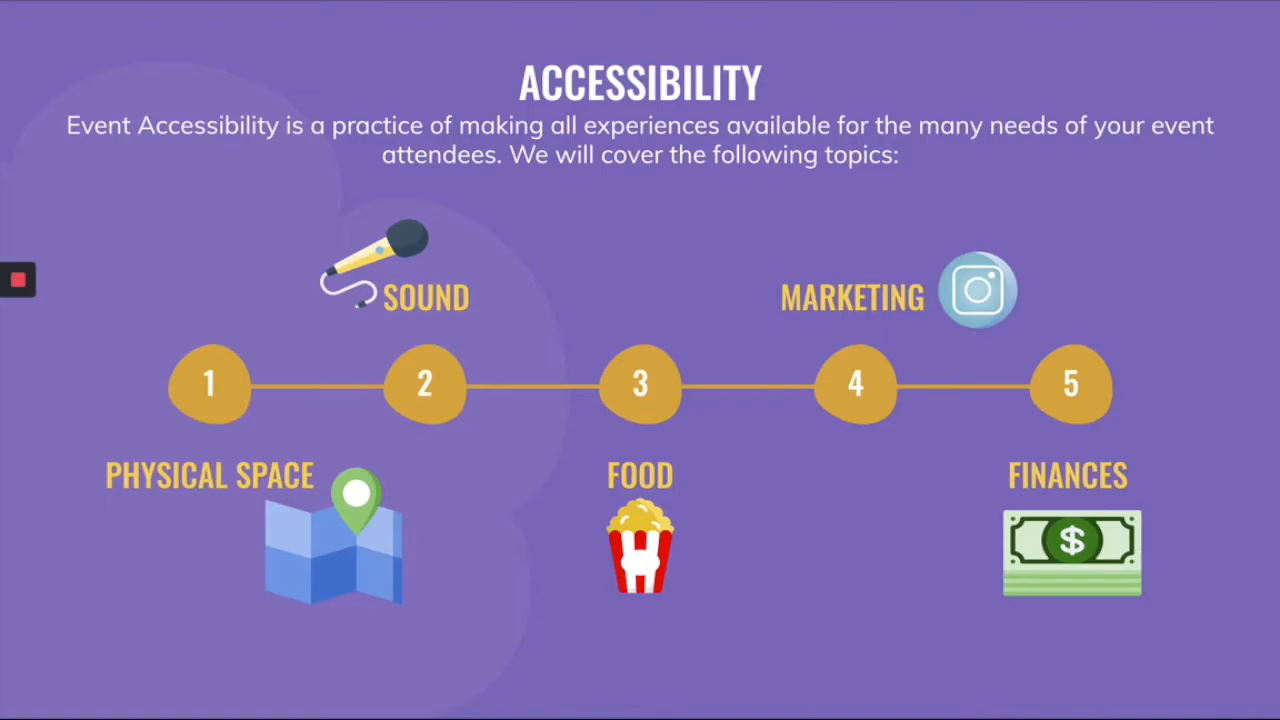 ACCESSIBILITY
Event Accessibility is a practice of making all experiences available for the many needs of your event
attendees. We will cover the following topics:
SOUND
MARKETING
1
2
3
4
5
PHYSICAL SPACE
FOOD
FINANCES
$